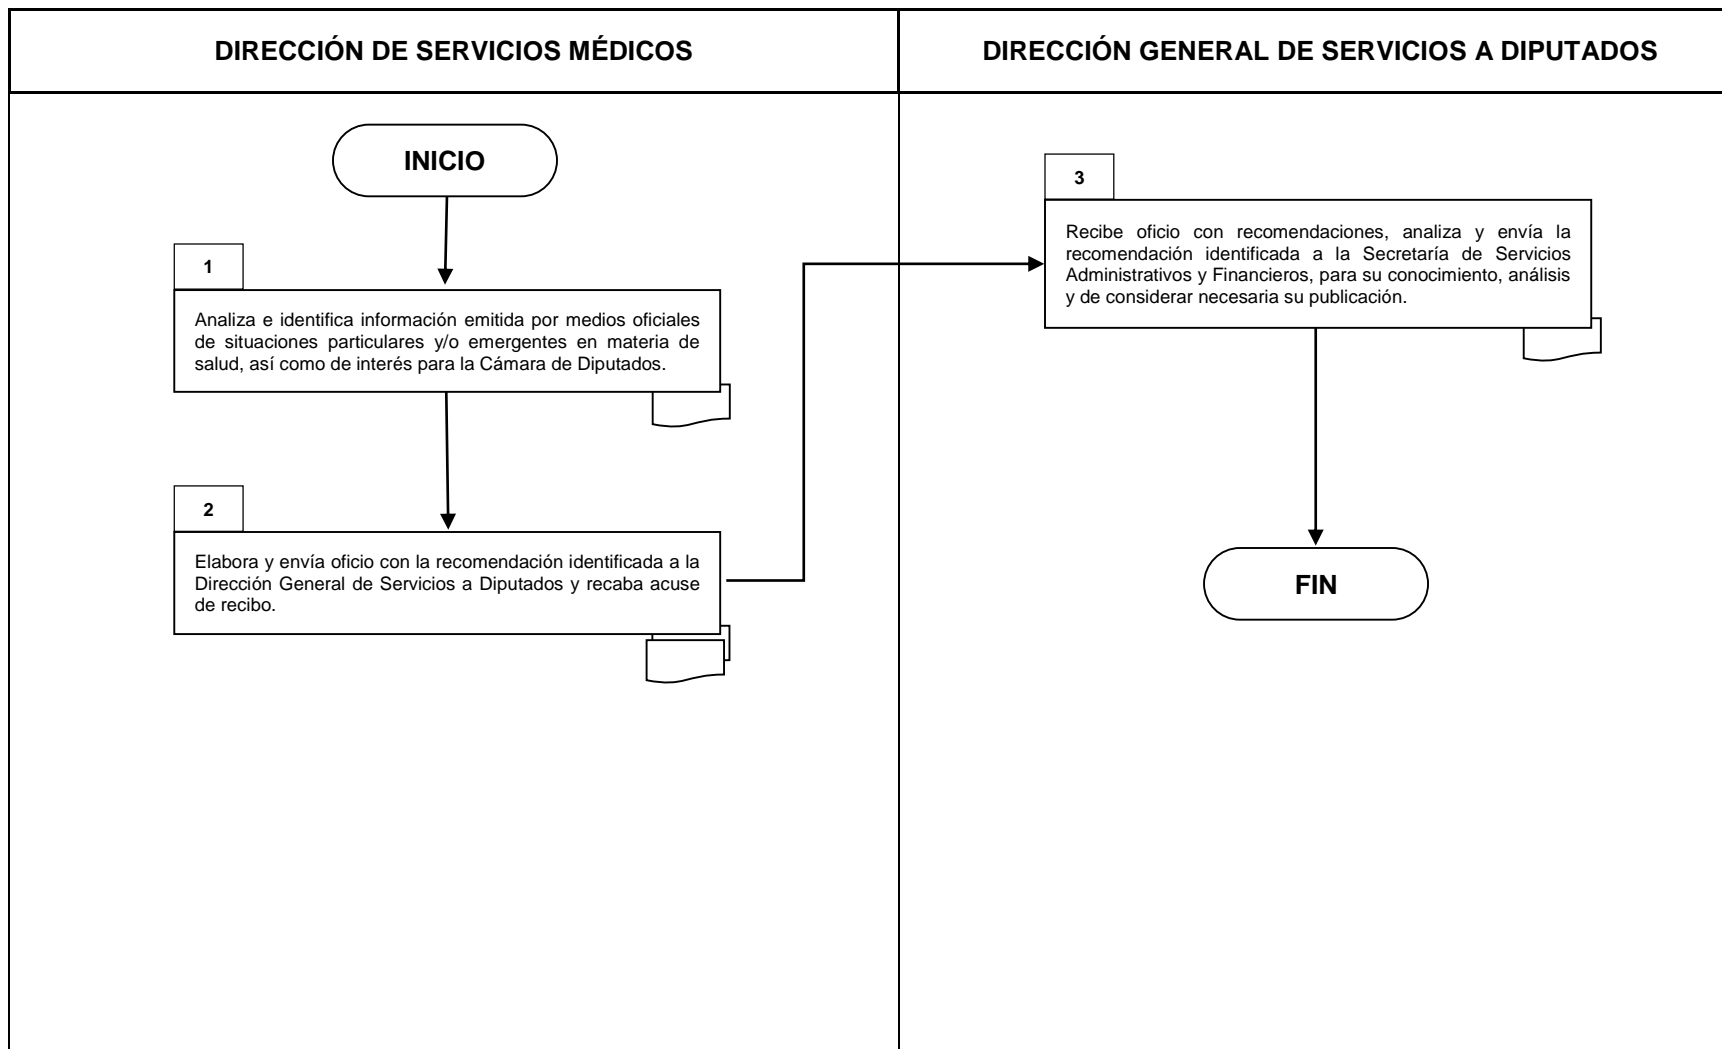 DIRECCIÓN DE SERVICIOS MÉDICOS
DIRECCIÓN GENERAL DE SERVICIOS A DIPUTADOS
INICIO
1
Analiza e identifica información emitida por medios oficiales
de situaciones particulares y/o emergentes en materia de
salud, así como de interés para la Cámara de Diputados.
2
Elabora y envía oficio con la recomendación identificada a la
Dirección General de Servicios a Diputados y recaba acuse
de recibo.
3
Recibe oficio con recomendaciones, analiza y envía la
recomendación identificada a la Secretaría de Servicios
Administrativos y Financieros, para su conocimiento, análisis
y de considerar necesaria su publicación.
FIN